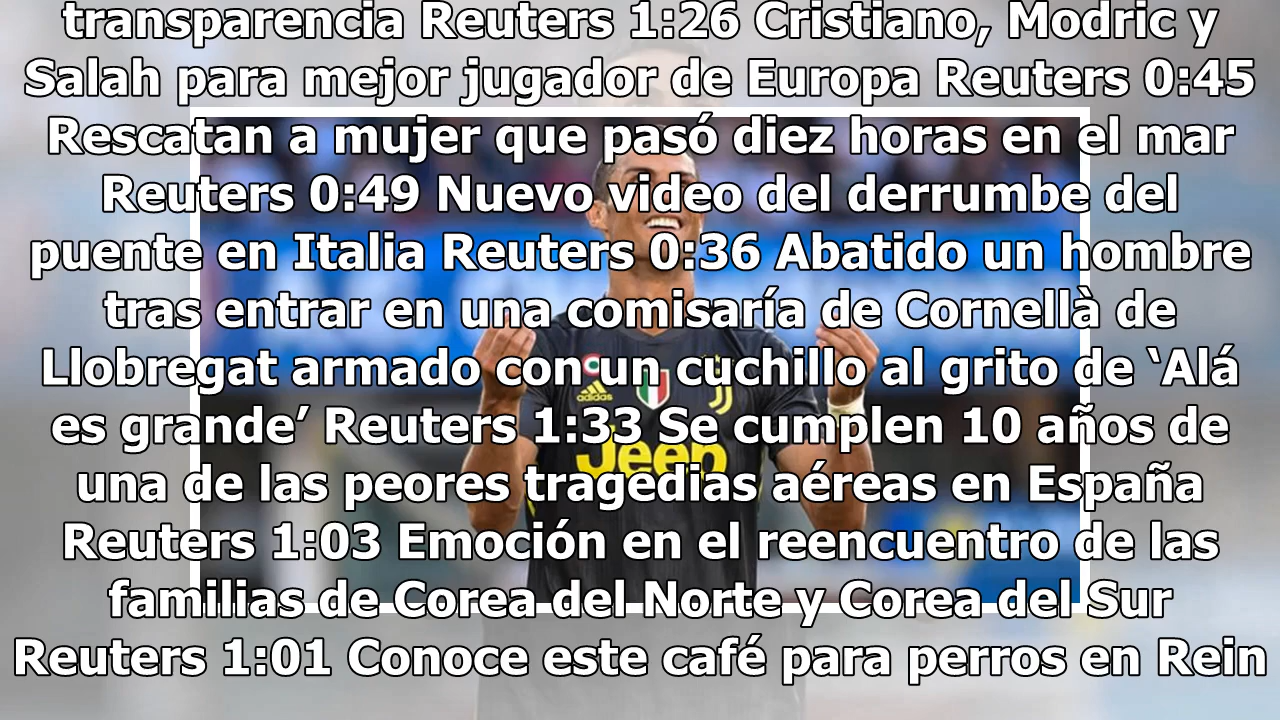 transparencia Reuters 1:26 Cristiano, Modric y
Salah para mejor jugador de Europa Reuters 0:45
Rescatan a mujer que pasó diez horas en el mar
Reuters 0:49 Nuevo video del derrumbe del
puente en Italia Reuters 0:36 Abatido un hombre
tras entrar en una comisaría de Cornellà de
Llobregat armado con un cuchillo al grito de ‘Alá
es grande’ Reuters 1:33 Se cumplen 10 años de
una de las peores tragedias aéreas en España
Reuters 1:03 Emoción en el reencuentro de las
familias de Corea del Norte y Corea del Sur
Reuters 1:01 Conoce este café para perros en Rein
adidas
Jeep